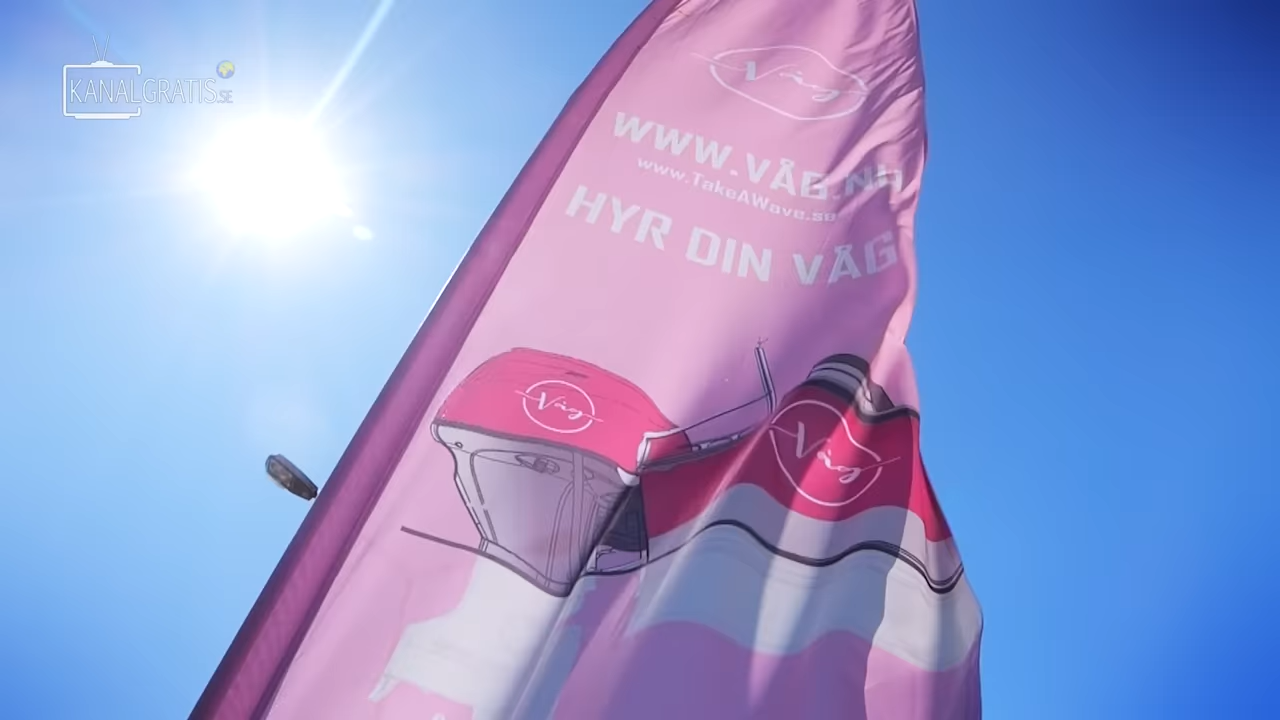 KANALGRATIS.SE
Våg
WWW.VÅG.NU
www.TakeAWave.se
HYR DIN VÅG
Våg
Våg